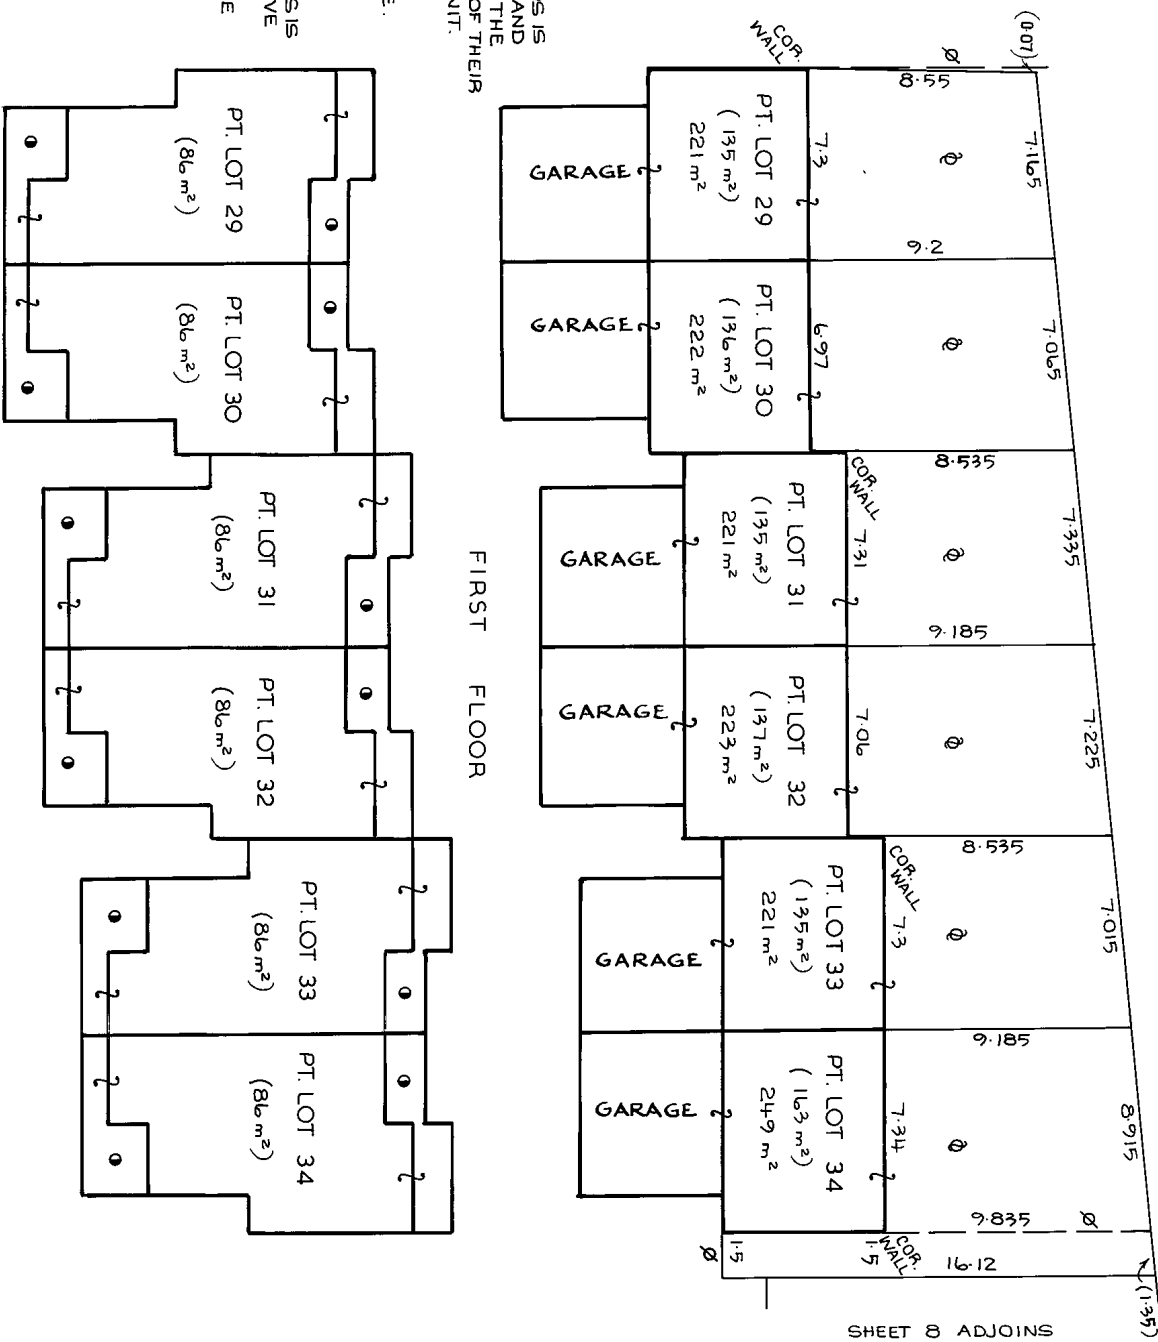 S IS
AND
THE
OF THEIR
NIT.
E.
S IS
VE
E
(0.07)
COR.
WALL
Ø
8.55
7.165
7.3
PT. LOT 29
(135 m²)
221 m²
GARAGE
9.2
7.065
6.97
PT. LOT 30
(136 m²)
222 m²
GARAGE
8.535
COR.
WALL
7.335
7.31
PT. LOT 31
(135 m²)
221 m²
GARAGE
9.185
7.225
7.06
PT. LOT 32
(137 m²)
223 m²
GARAGE
8.535
COR.
WALL
7.015
7.3
PT. LOT 33
(135 m²)
221 m²
GARAGE
9.185
8.915
7.34
PT. LOT 34
(163 m²)
249 m²
GARAGE
9.835
Ø
COR.
WALL
1.5
1.5
Ø
16.12
(1.35)
SHEET 8 ADJOINS
FIRST FLOOR
PT. LOT 29
(86 m²)
PT. LOT 30
(86 m²)
PT. LOT 31
(86 m²)
PT. LOT 32
(86 m²)
PT. LOT 33
(86 m²)
PT. LOT 34
(86 m²)